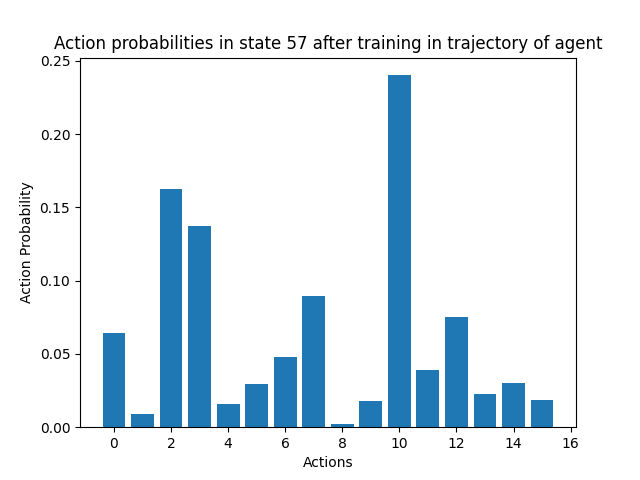 Action probabilities in state 57 after training in trajectory of agent
0.25
0.20
0.15
0.10
0.05
0.00
Action Probability
0 2 4 6 8 10 12 14 16
Actions